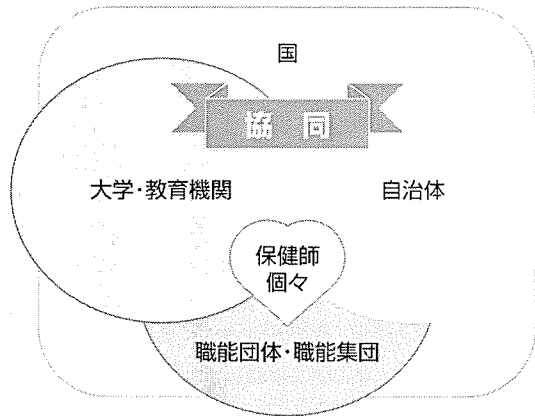 国
協同
大学・教育機関
自治体
保健師
個々
職能団体・職能集団